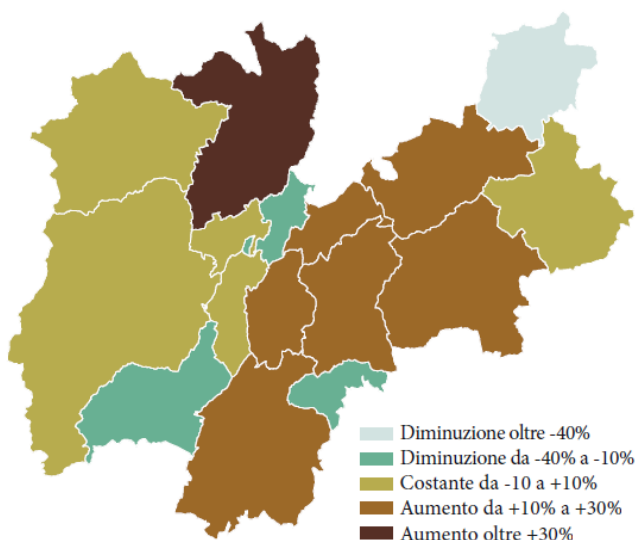 Diminuzione oltre -40%
Diminuzione da -40% a -10%
Costante da -10 a +10%
Aumento da +10% a +30%
Aumento oltre +30%